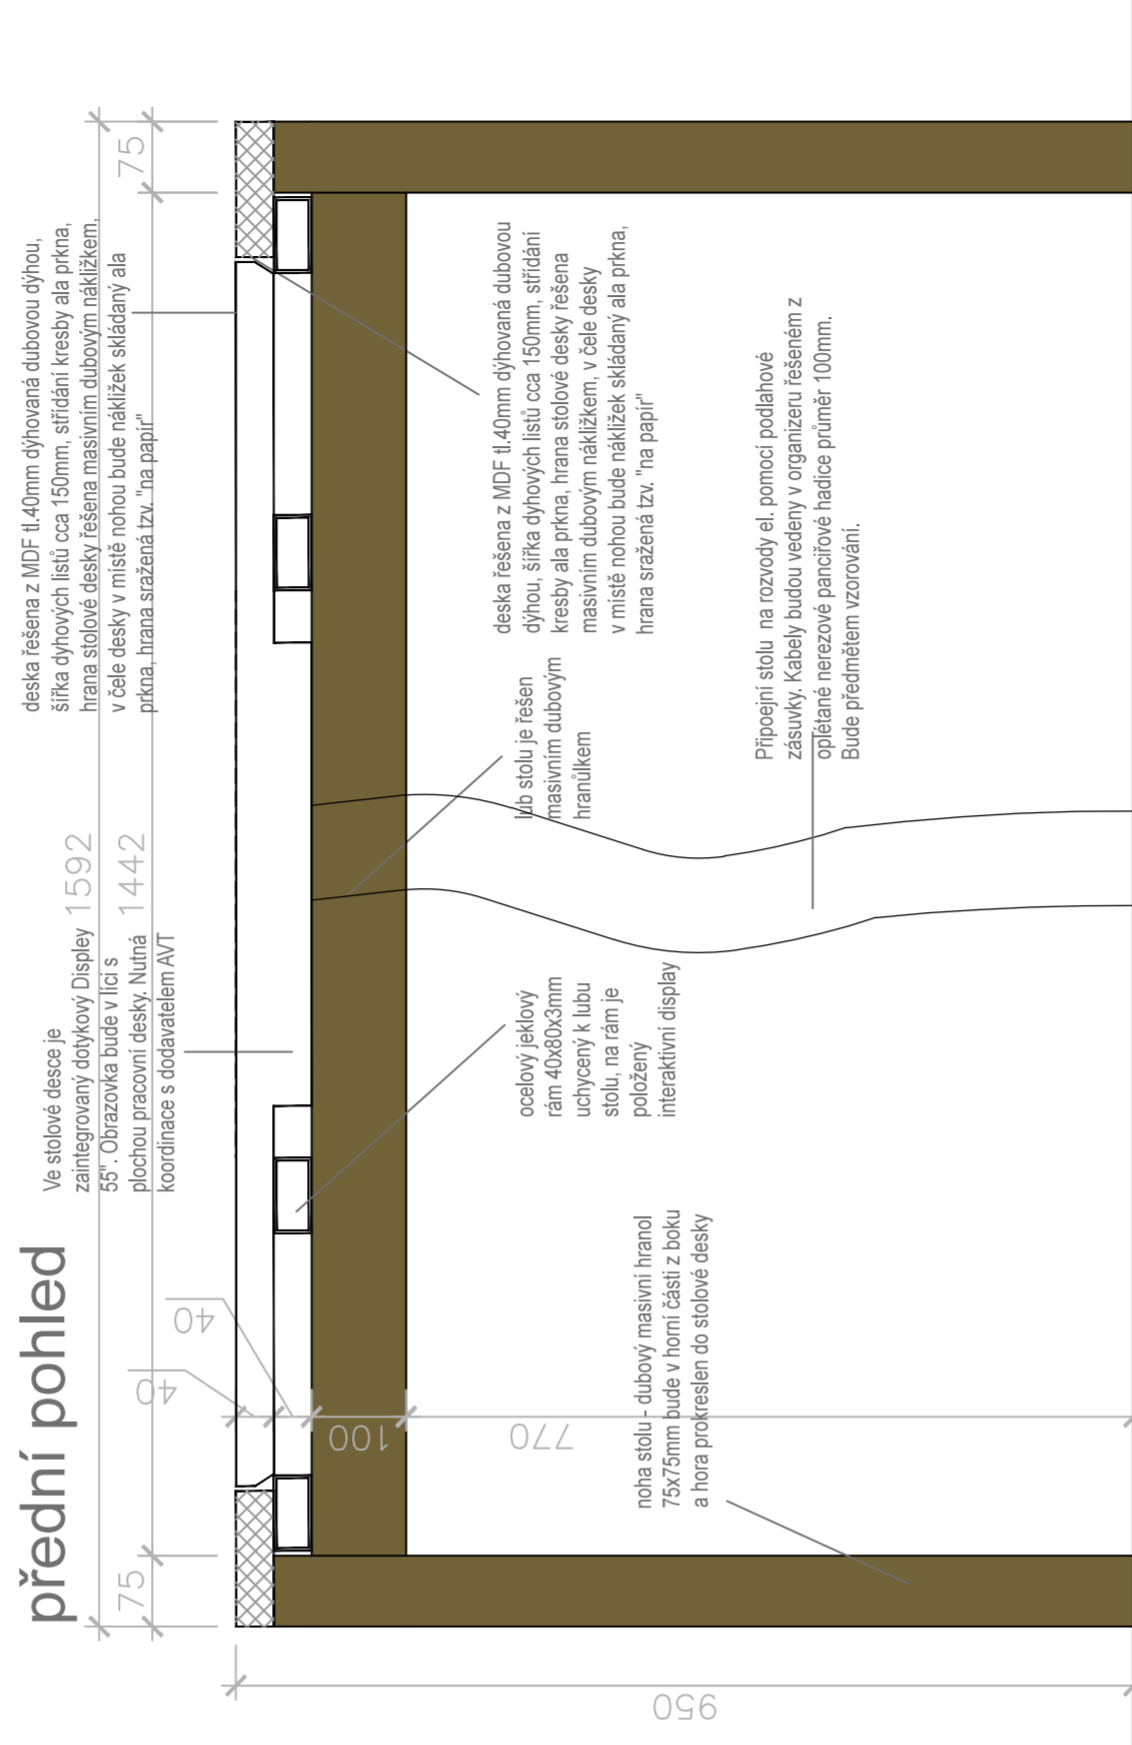 přední pohled
Ve stolové desce je
zaintegrovaný dotykový Displey
55". Obrazovka bude v líci s
plochou pracovní desky. Nutná
koordinace s dodavatelem AVT
1592
1442
deska řešena z MDF tl.40mm dýhovaná dubovou dýhou,
šířka dyhových listů cca 150mm, střídání kresby ala prkna,
hrana stolové desky řešena masivním dubovým nákližkem,
v čele desky v místě nohou bude nákližek skládaný ala
prkna, hrana sražená tzv. "na papír"
75
75
40
40
100
770
950
ocelový jeklový
rám 40x80x3mm
uchycený k lubu
stolu, na rám je
položený
interaktivní display
lub stolu je řešen
masivním dubovým
hranůlkem
deska řešena z MDF tl.40mm dýhovaná dubovou
dýhou, šířka dyhových listů cca 150mm, střídání
kresby ala prkna, hrana stolové desky řešena
masivním dubovým nákližkem, v čele desky
v místě nohou bude nákližek skládaný ala prkna,
hrana sražená tzv. "na papír"
noha stolu - dubový masivní hranol
75x75mm bude v horní části z boku
a hora prokreslen do stolové desky
Připoejní stolu na rozvody el. pomocí podlahové
zásuvky. Kabely budou vedeny v organizeru řešeném z
oplétané nerezové pancířové hadice průměr 100mm.
Bude předmětem vzorování.